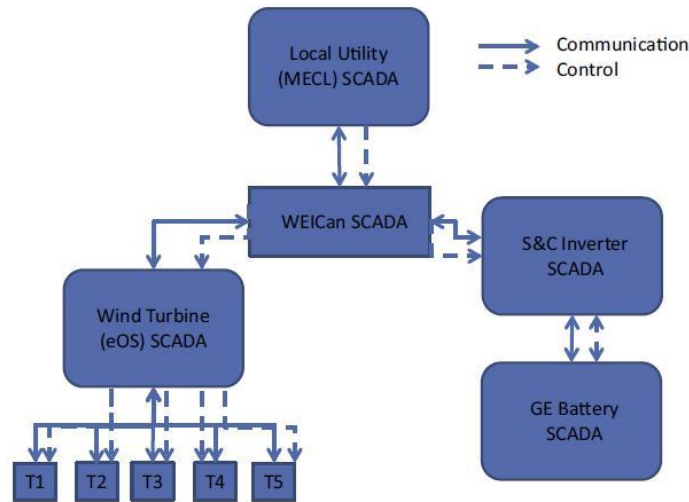 Local Utility
(MECL) SCADA
Communication
Control
WEICan SCADA
S&C Inverter
SCADA
Wind Turbine
(eOS) SCADA
GE Battery
SCADA
T1
T2
T3
T4
T5